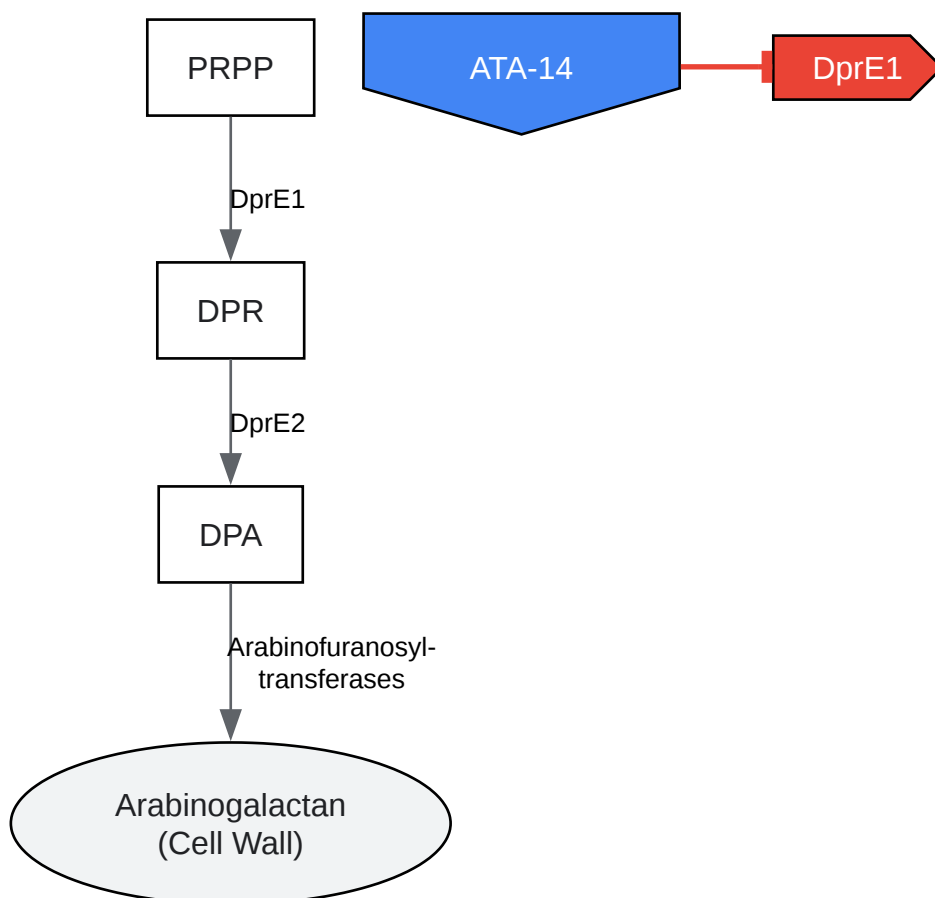 PRPP
ATA-14
DprE1
DprE1
DPR
DprE2
DPA
Arabinofuranosyl-
transferases
Arabinogalactan
(Cell Wall)